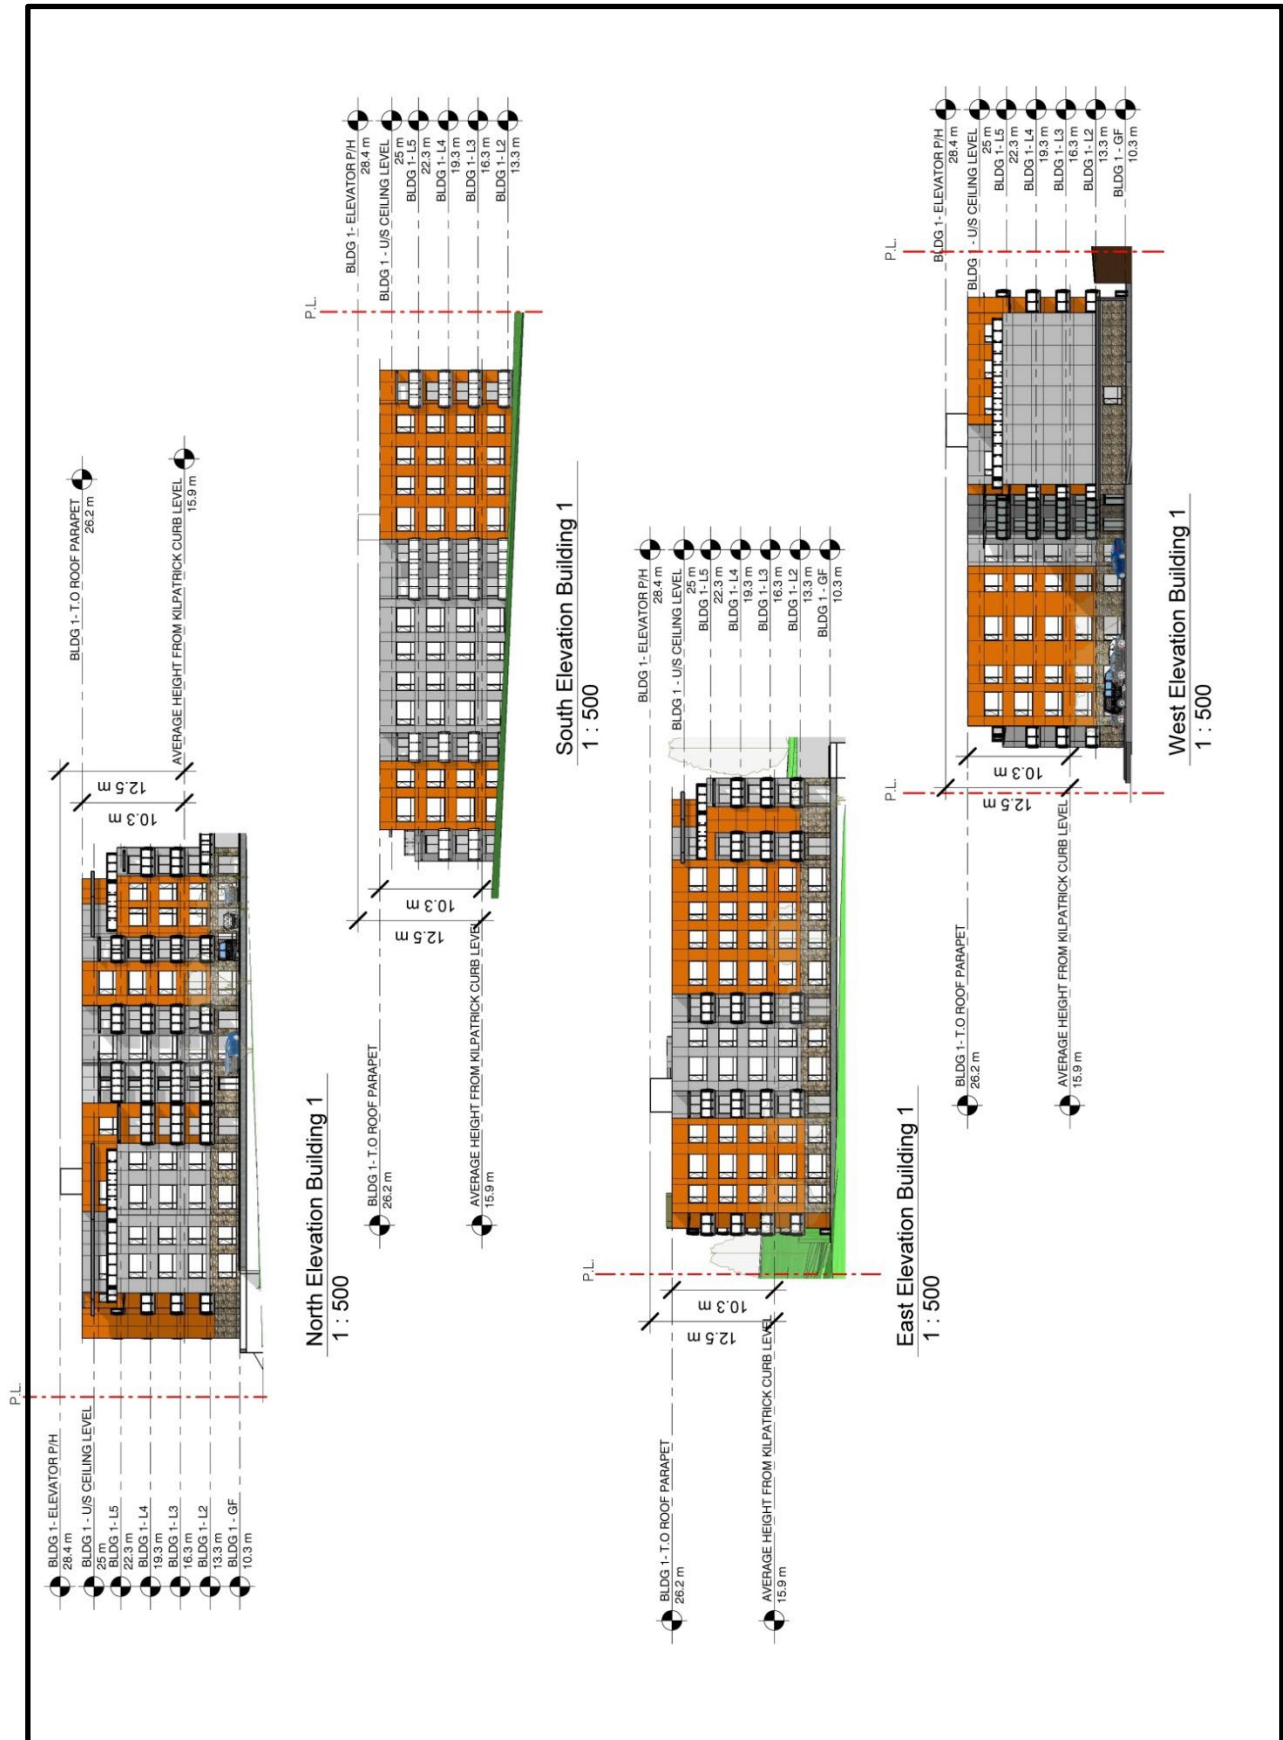 P.L.
BLDG 1- ELEVATOR P/H
28.4 m
BLDG 1 - U/S CEILING LEVEL
25 m
BLDG 1- L5
22.3 m
BLDG 1- L4
19.3 m
BLDG 1- L3
16.3 m
BLDG 1- L2
13.3 m
BLDG 1 - GF
10.3 m
BLDG 1- T.O ROOF PARAPET
26.2 m
AVERAGE HEIGHT FROM KILPATRICK CURB LEVEL
15.9 m
12.5 m
10.3 m
North Elevation Building 1
1 : 500
BLDG 1- T.O ROOF PARAPET
26.2 m
AVERAGE HEIGHT FROM KILPATRICK CURB LEVEL
15.9 m
12.5 m
10.3 m
P.L.
BLDG 1- ELEVATOR P/H
28.4 m
BLDG 1 - U/S CEILING LEVEL
25 m
BLDG 1- L5
22.3 m
BLDG 1- L4
19.3 m
BLDG 1- L3
16.3 m
BLDG 1- L2
13.3 m
South Elevation Building 1
1 : 500
BLDG 1- T.O ROOF PARAPET
26.2 m
AVERAGE HEIGHT FROM KILPATRICK CURB LEVEL
15.9 m
P.L.
12.5 m
10.3 m
BLDG 1- ELEVATOR P/H
28.4 m
BLDG 1 - U/S CEILING LEVEL
25 m
BLDG 1- L5
22.3 m
BLDG 1- L4
19.3 m
BLDG 1- L3
16.3 m
BLDG 1- L2
13.3 m
BLDG 1 - GF
10.3 m
East Elevation Building 1
1 : 500
BLDG 1- T.O ROOF PARAPET
26.2 m
AVERAGE HEIGHT FROM KILPATRICK CURB LEVEL
15.9 m
P.L.
12.5 m
10.3 m
P.L.
BLDG 1- ELEVATOR P/H
28.4 m
BLDG 1 - U/S CEILING LEVEL
25 m
BLDG 1- L5
22.3 m
BLDG 1- L4
19.3 m
BLDG 1- L3
16.3 m
BLDG 1- L2
13.3 m
BLDG 1 - GF
10.3 m
West Elevation Building 1
1 : 500